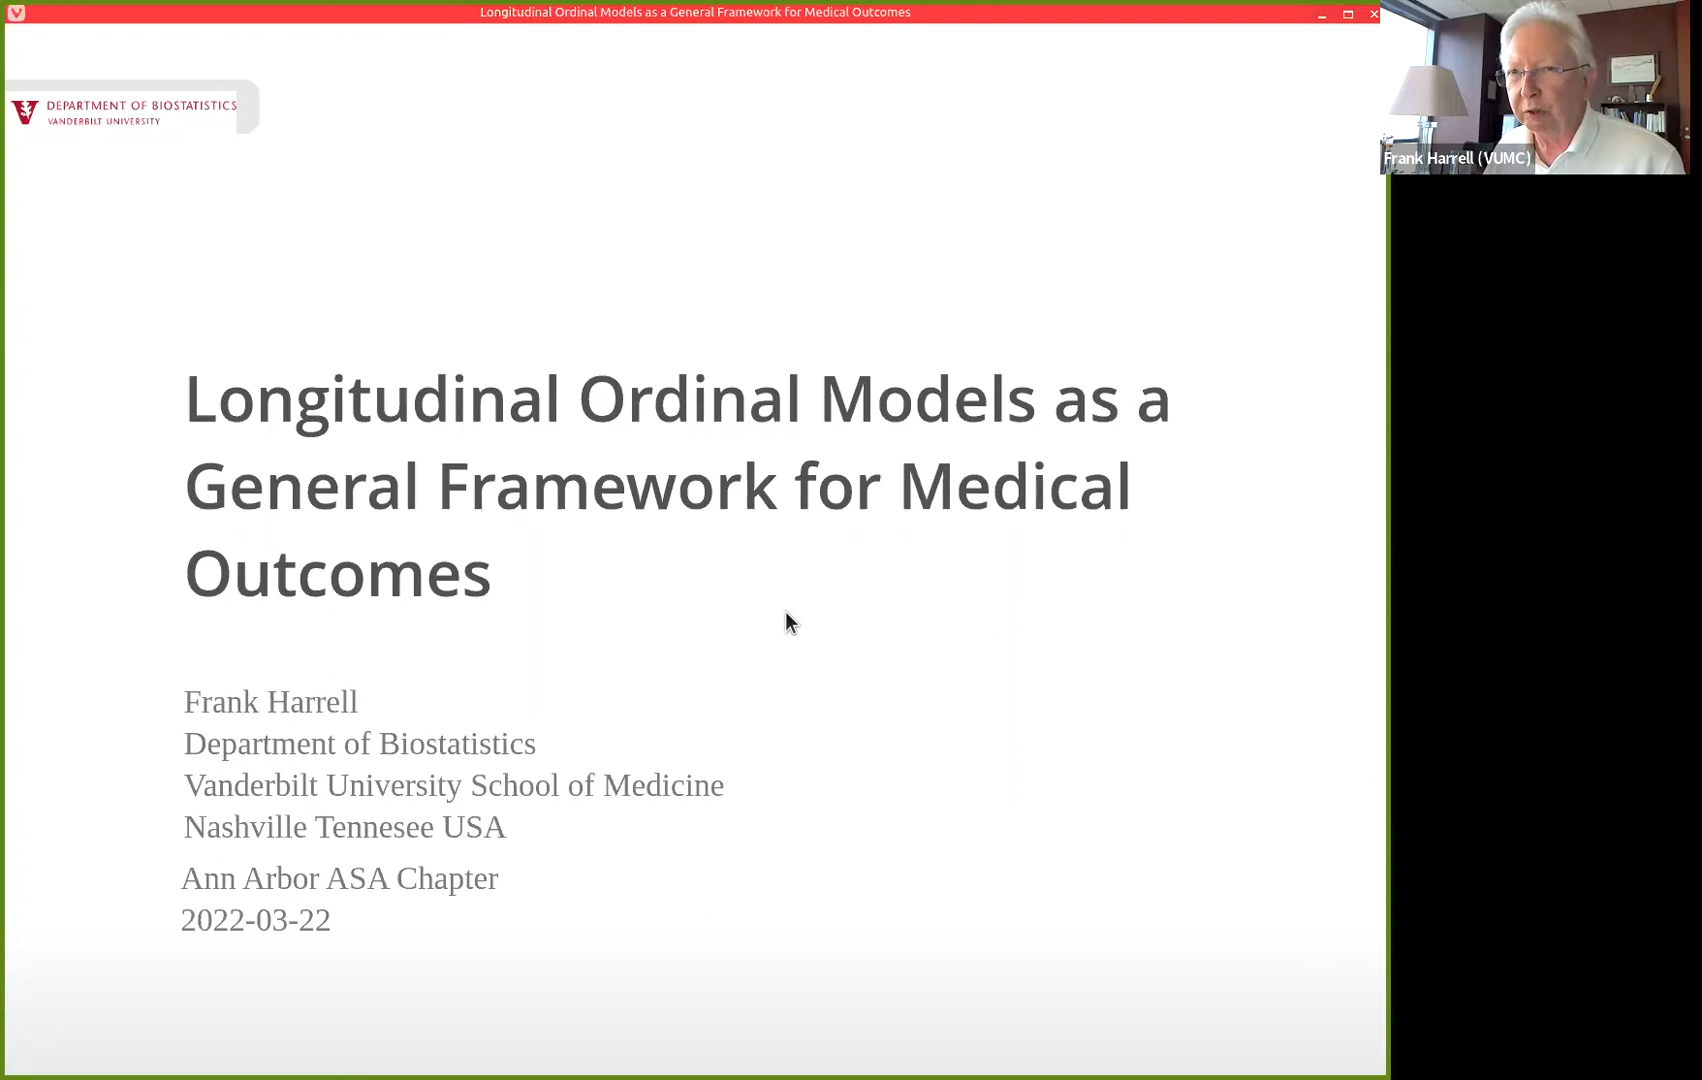 Longitudinal Ordinal Models as a General Framework for Medical Outcomes
DEPARTMENT OF BIOSTATISTICS
VANDERBILT UNIVERSITY
Frank Harrell (VUMC)
Longitudinal Ordinal Models as a
General Framework for Medical
Outcomes
Frank Harrell
Department of Biostatistics
Vanderbilt University School of Medicine
Nashville Tennesee USA
Ann Arbor ASA Chapter
2022-03-22